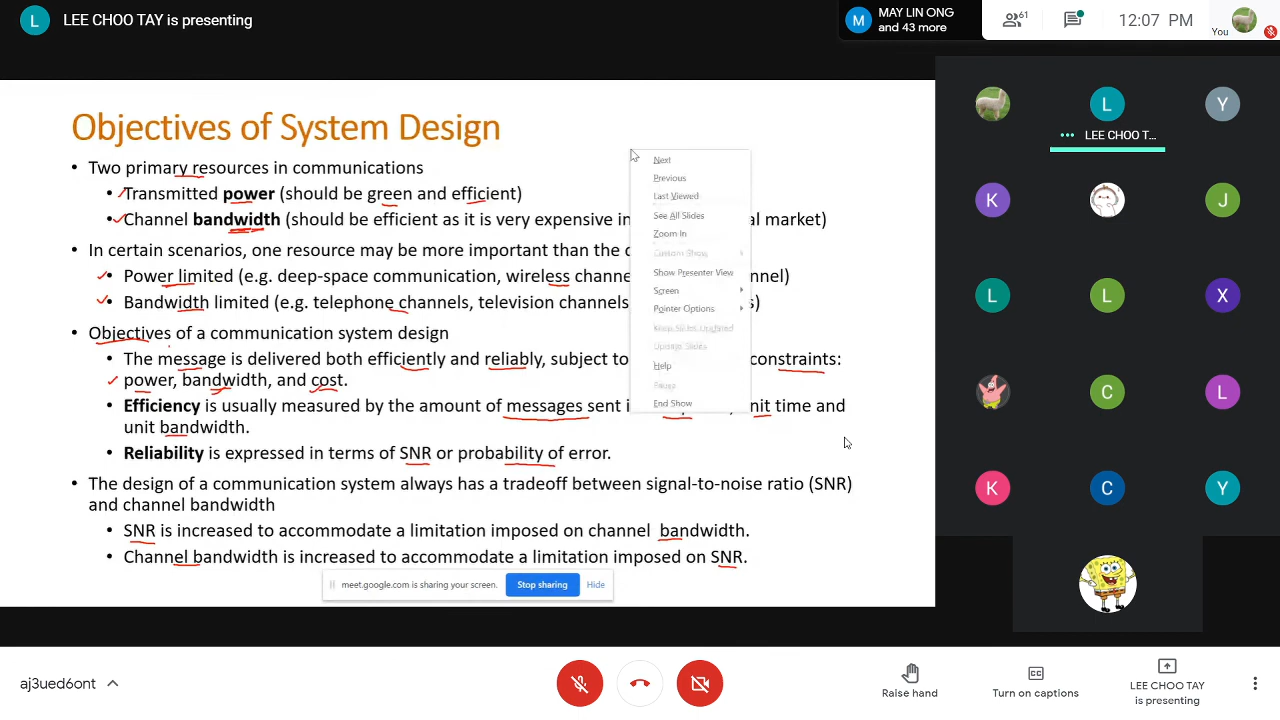 L LEE CHOO TAY is presenting
M MAY LIN ONG
and 43 more
61
12:07 PM
You
Objectives of System Design
• Two primary resources in communications
• Transmitted power (should be green and efficient)
• Channel bandwidth (should be efficient as it is very expensive in al market)
• In certain scenarios, one resource may be more important than the
• Power limited (e.g. deep-space communication, wireless channe nnel)
• Bandwidth limited (e.g. telephone channels, television channels s)
• Objectives of a communication system design
• The message is delivered both efficiently and reliably, subject to constraints:
power, bandwidth, and cost.
• Efficiency is usually measured by the amount of messages sent i unit time and
unit bandwidth.
• Reliability is expressed in terms of SNR or probability of error.
• The design of a communication system always has a tradeoff between signal-to-noise ratio (SNR)
and channel bandwidth
• SNR is increased to accommodate a limitation imposed on channel bandwidth.
• Channel bandwidth is increased to accommodate a limitation imposed on SNR.
Next
Previous
Last Viewed
See All Slides
Zoom In
Custom Show
Show Presenter View
Screen
Pointer Options
Keep Slides Updated
Update Slides
Help
Pause
End Show
meet.google.com is sharing your screen. Stop sharing Hide
L Y
LEE CHOO T...
K J
L L X
C L
K C Y
aj3ued6ont
Raise hand
Turn on captions
LEE CHOO TAY
is presenting